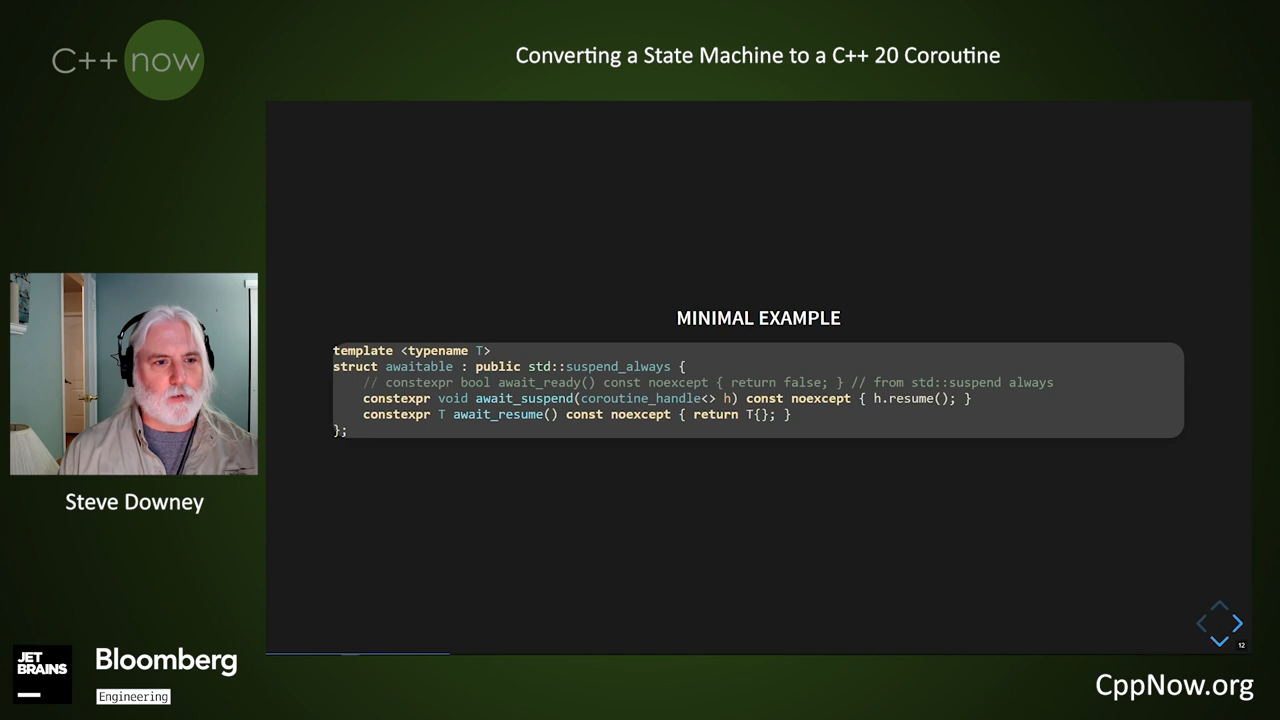 C++ now
Converting a State Machine to a C++ 20 Coroutine
MINIMAL EXAMPLE
template <typename T>
struct awaitable : public std::suspend_always {
// constexpr bool await_ready() const noexcept { return false; } // from std::suspend always
constexpr void await_suspend(coroutine_handle<> h) const noexcept { h.resume(); }
constexpr T await_resume() const noexcept { return T{}; }
};
Steve Downey
12
JET
BRAINS
Bloomberg
Engineering
CppNow.org